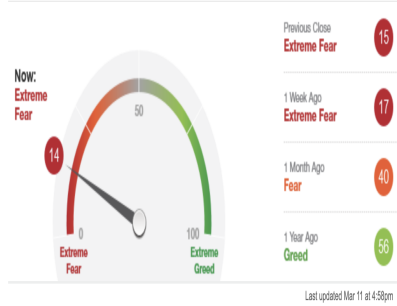 Now:
Extreme
Fear
14
50
0
100
Extreme
Fear
Extreme
Greed
Previous Close
Extreme Fear
15
1 Week Ago
Extreme Fear
17
1 Month Ago
Fear
40
1 Year Ago
Greed
56
Last updated Mar 11 at 4:58pm